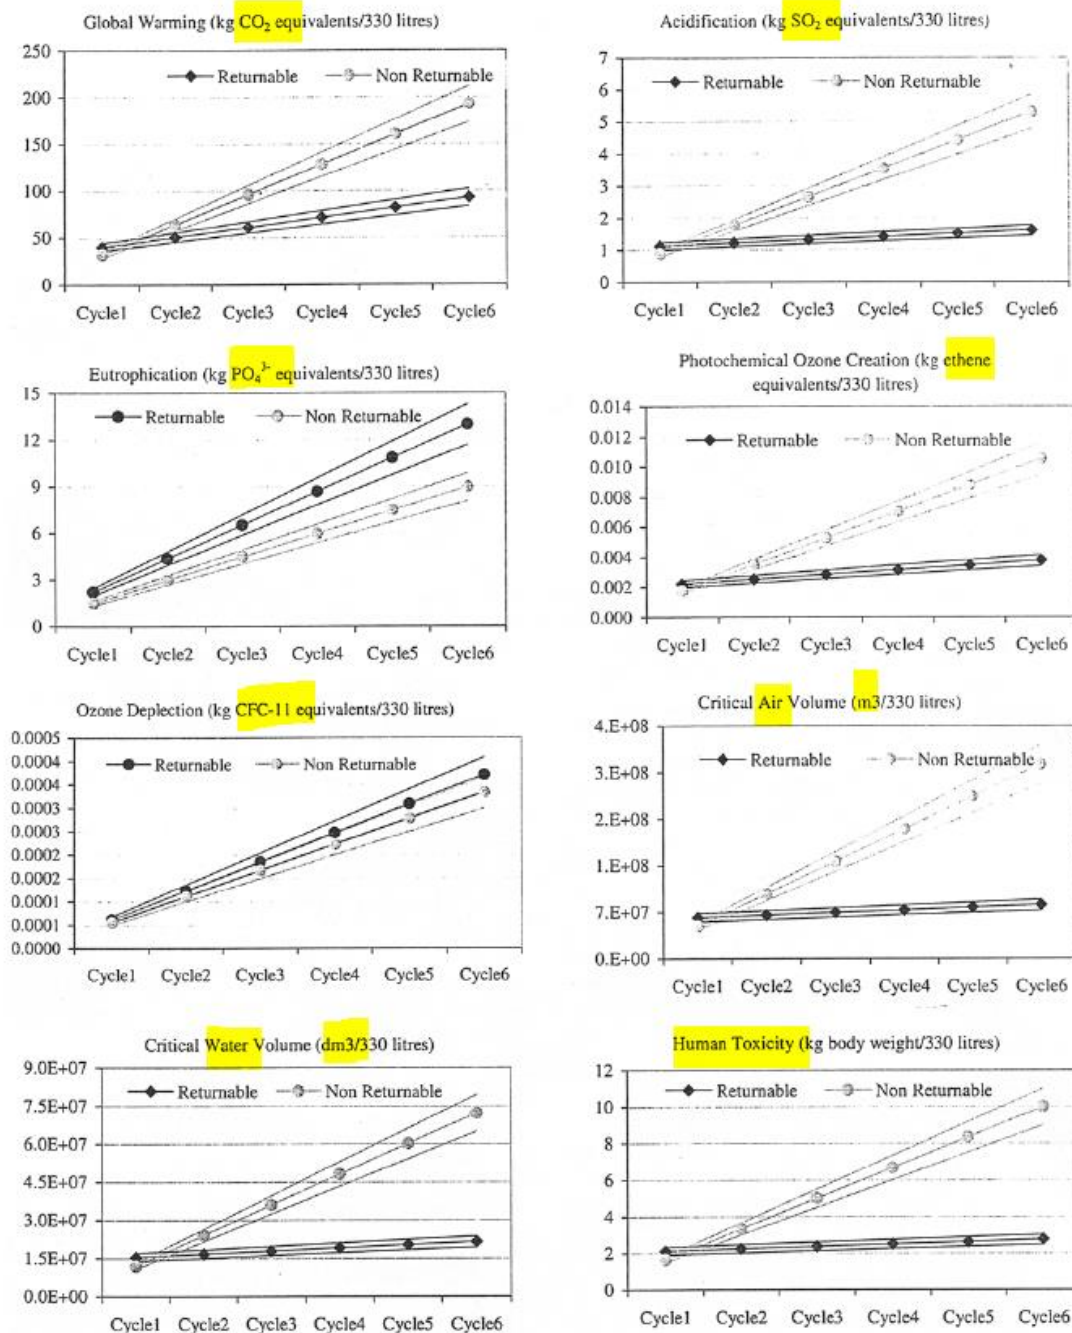 Global Warming (kg CO₂ equivalents/330 litres)
250
200
150
100
50
0
Returnable
Non Returnable
Cycle1 Cycle2 Cycle3 Cycle4 Cycle5 Cycle6
Acidification (kg SO₂ equivalents/330 litres)
7
6
5
4
3
2
1
0
Returnable
Non Returnable
Cycle1 Cycle2 Cycle3 Cycle4 Cycle5 Cycle6
Eutrophication (kg PO₄³⁻ equivalents/330 litres)
15
12
9
6
3
0
Returnable
Non Returnable
Cycle1 Cycle2 Cycle3 Cycle4 Cycle5 Cycle6
Photochemical Ozone Creation (kg ethene
equivalents/330 litres)
0.014
0.012
0.010
0.008
0.006
0.004
0.002
0.000
Returnable
Non Returnable
Cycle1 Cycle2 Cycle3 Cycle4 Cycle5 Cycle6
Ozone Deplection (kg CFC-11 equivalents/330 litres)
0.0005
0.0004
0.0004
0.0003
0.0003
0.0002
0.0002
0.0001
0.0001
0.0000
Returnable
Non Returnable
Cycle1 Cycle2 Cycle3 Cycle4 Cycle5 Cycle6
Critical Air Volume (m3/330 litres)
4.E+08
3.E+08
2.E+08
1.E+08
7.E+07
0.E+00
Returnable
Non Returnable
Cycle1 Cycle2 Cycle3 Cycle4 Cycle5 Cycle6
Critical Water Volume (dm3/330 litres)
9.0E+07
7.5E+07
6.0E+07
4.5E+07
3.0E+07
1.5E+07
0.0E+00
Returnable
Non Returnable
Cycle1 Cycle2 Cycle3 Cycle4 Cycle5 Cycle6
Human Toxicity (kg body weight/330 litres)
12
10
8
6
4
2
0
Returnable
Non Returnable
Cycle1 Cycle2 Cycle3 Cycle4 Cycle5 Cycle6